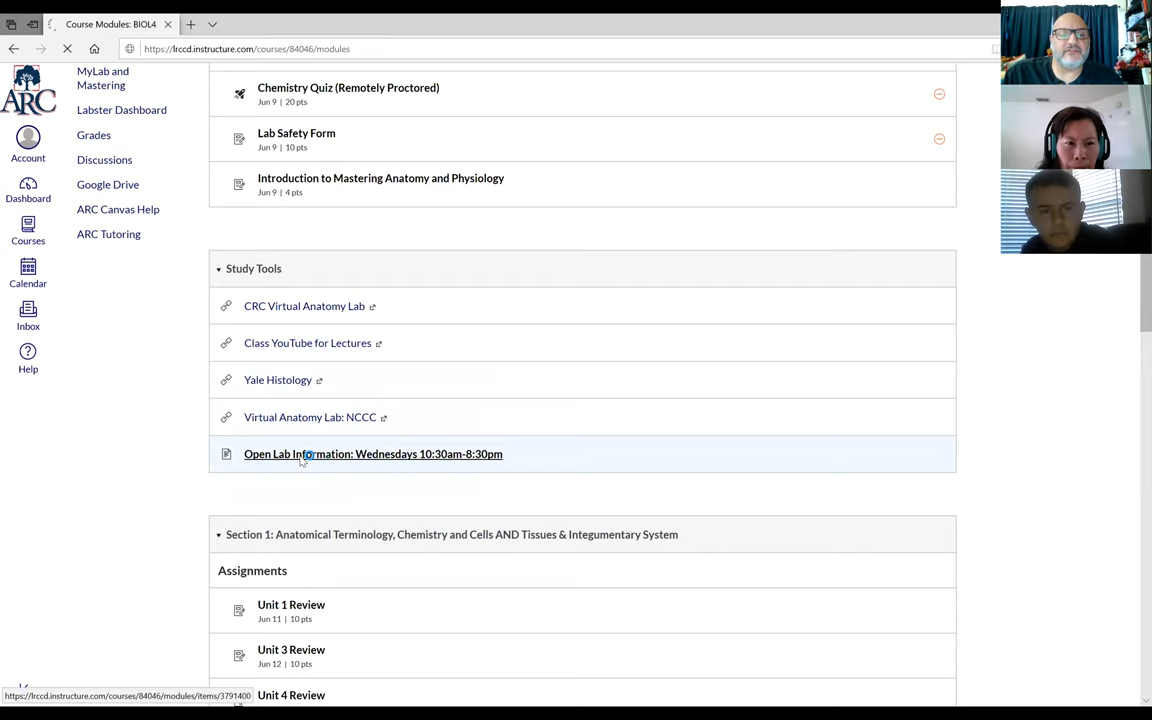 Course Modules: BIOL4
https://lrccd.instructure.com/courses/84046/modules
ARC
Account
Dashboard
Courses
Calendar
Inbox
Help
MyLab and
Mastering
Labster Dashboard
Grades
Discussions
Google Drive
ARC Canvas Help
ARC Tutoring
Chemistry Quiz (Remotely Proctored)
Jun 9 | 20 pts
Lab Safety Form
Jun 9 | 10 pts
Introduction to Mastering Anatomy and Physiology
Jun 9 | 4 pts
Study Tools
CRC Virtual Anatomy Lab
Class YouTube for Lectures
Yale Histology
Virtual Anatomy Lab: NCCC
Open Lab Information: Wednesdays 10:30am-8:30pm
Section 1: Anatomical Terminology, Chemistry and Cells AND Tissues & Integumentary System
Assignments
Unit 1 Review
Jun 11 | 10 pts
Unit 3 Review
Jun 12 | 10 pts
Unit 4 Review
https://lrccd.instructure.com/courses/84046/modules/items/3791400